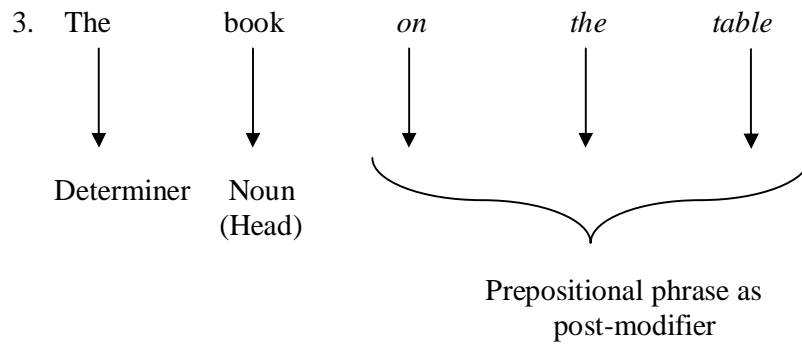 3. The book on the table
Determiner Noun
(Head)
Prepositional phrase as
post-modifier